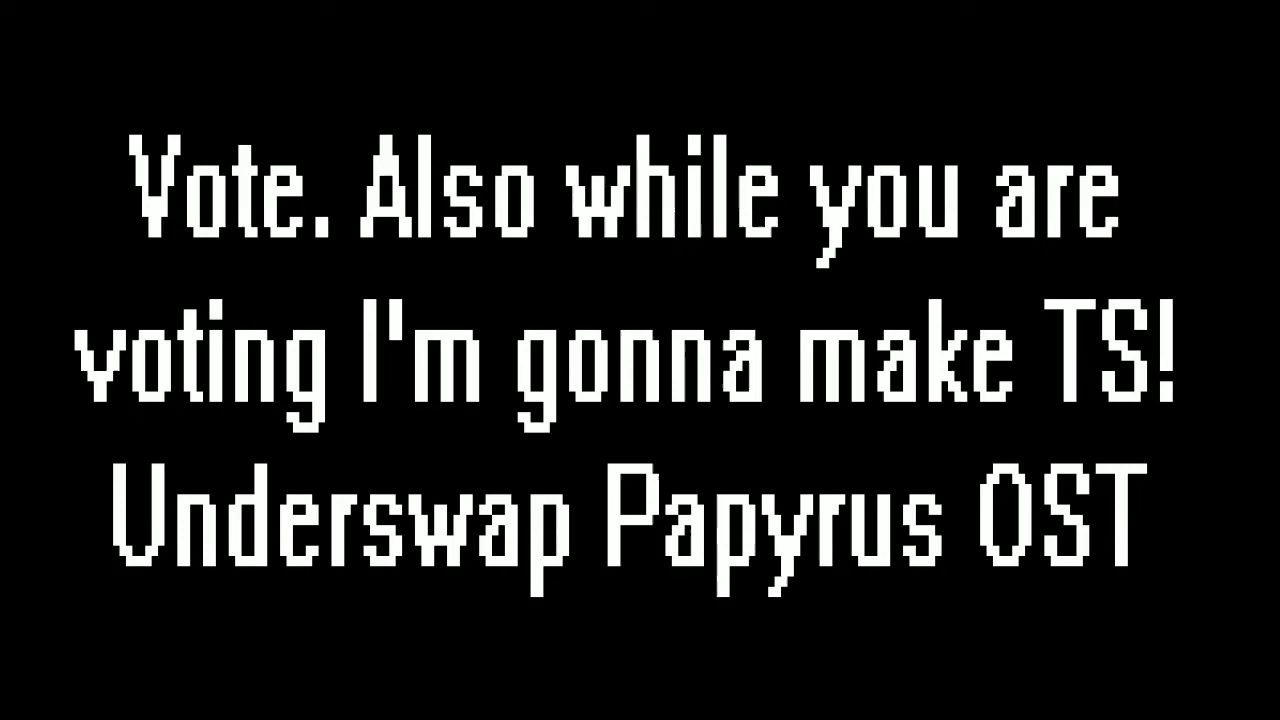 Vote. Also while you are
voting I'm gonna make TS!
Underswap Papyrus OST